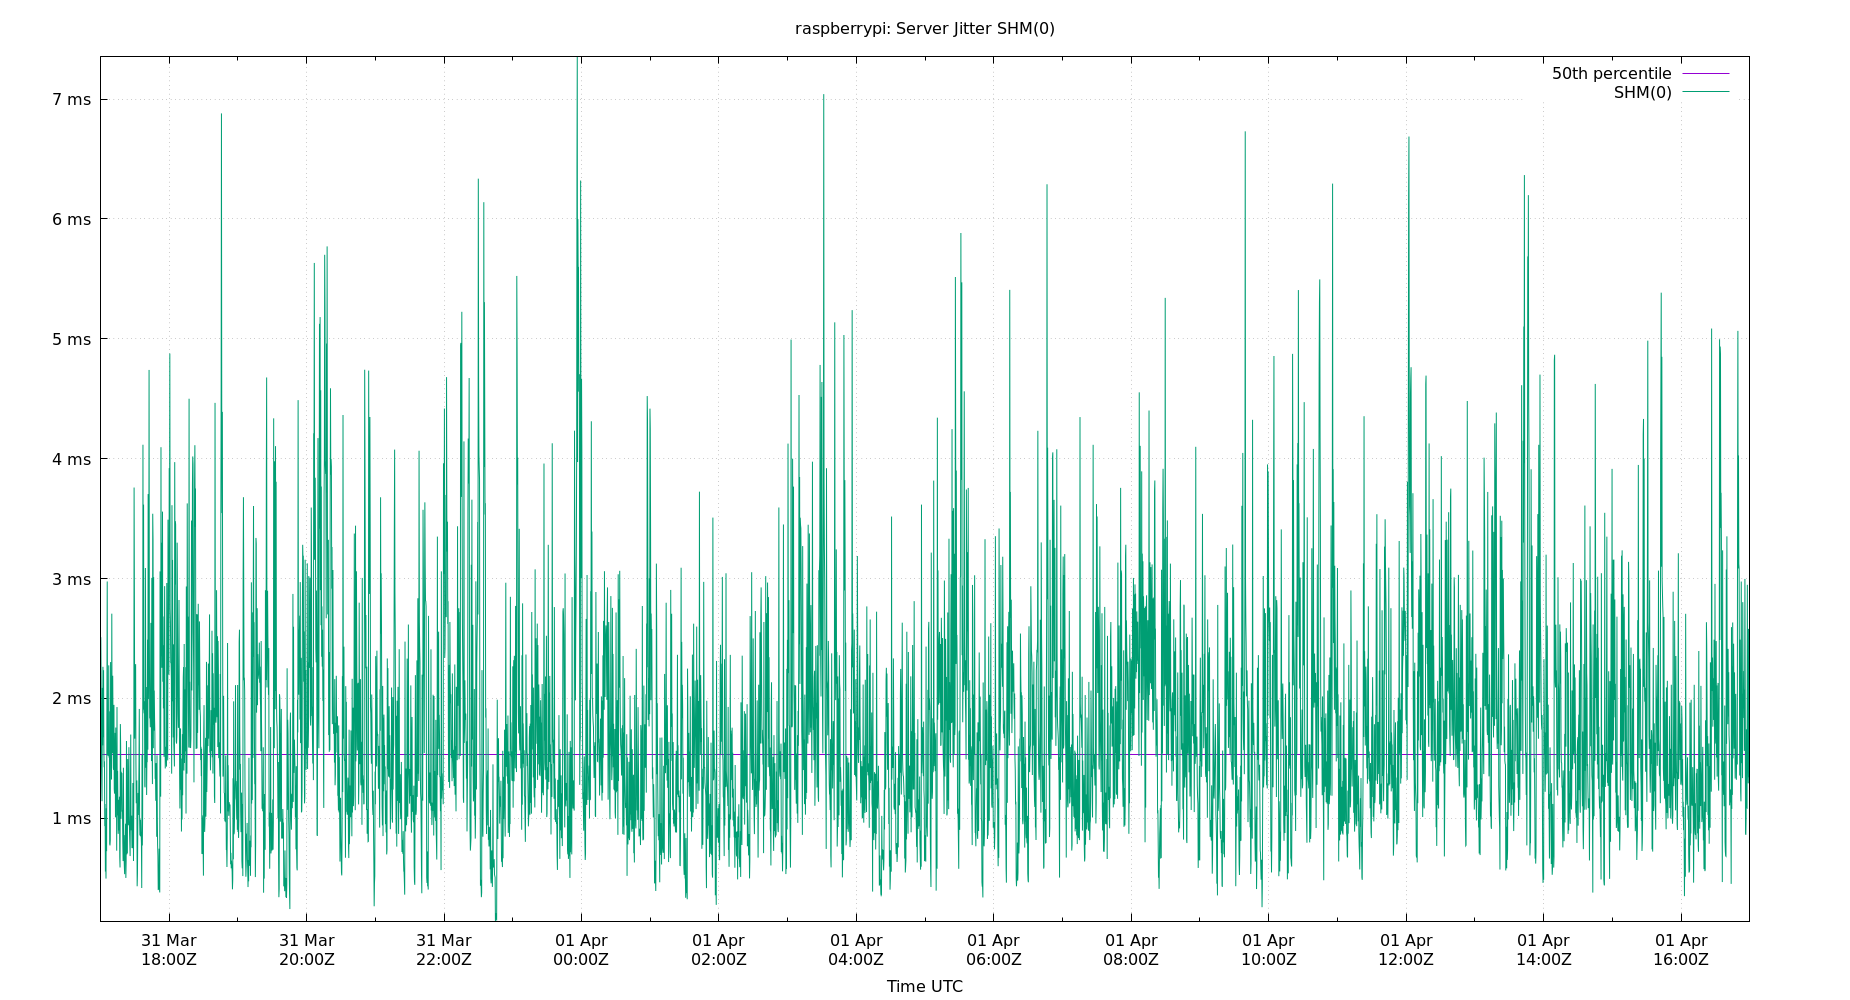 raspberrypi: Server Jitter SHM(0)
50th percentile
SHM(0)
7 ms
6 ms
5 ms
4 ms
3 ms
2 ms
1 ms
31 Mar 31 Mar 31 Mar 01 Apr 01 Apr 01 Apr 01 Apr 01 Apr 01 Apr 01 Apr 01 Apr 01 Apr
18:00Z 20:00Z 22:00Z 00:00Z 02:00Z 04:00Z 06:00Z 08:00Z 10:00Z 12:00Z 14:00Z 16:00Z
Time UTC